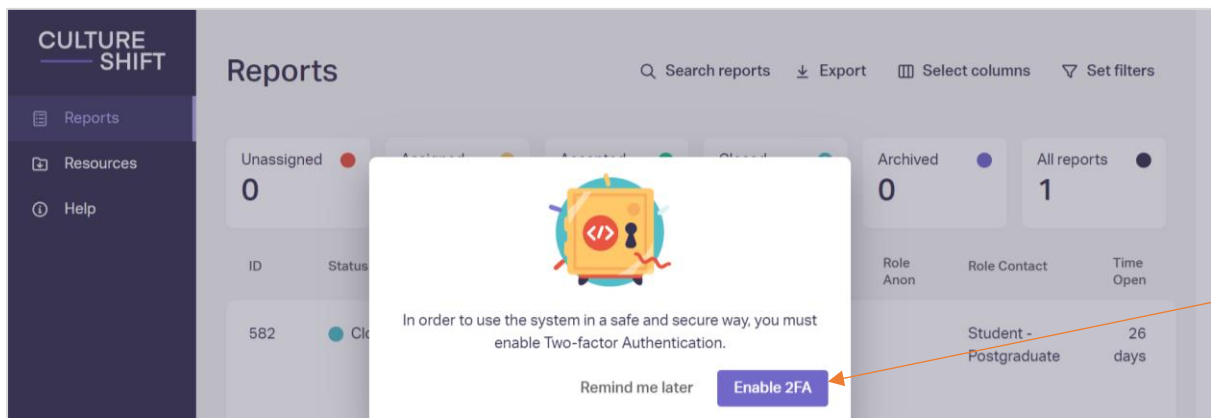 CULTURE
SHIFT
Reports
Search reports Export Select columns Set filters
Reports
Resources
Help
Unassigned
0
Archived
0
All reports
1
ID Status Role Anon Role Contact Time Open
In order to use the system in a safe and secure way, you must
enable Two-factor Authentication.
582 Student - Postgraduate 26 days
Remind me later Enable 2FA